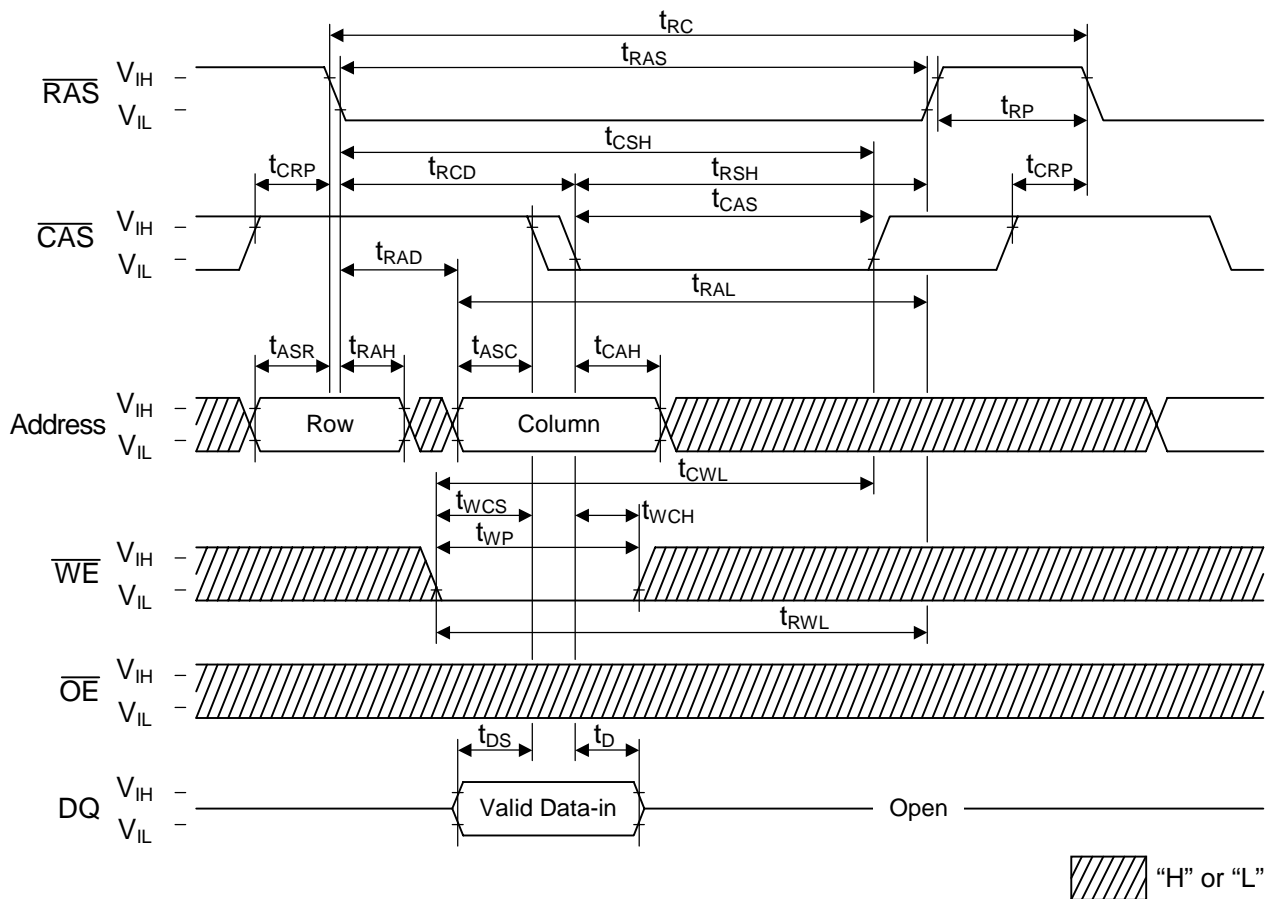 tRC
RAS VIH
tRAS
VIL
tRP
tCSH
tCRP tRCD tRSH tCRP
CAS VIH
tCAS
VIL
tRAD
tRAL
tASR tRAH tASC tCAH
Address VIH
Row Column
VIL
tCWL
tWCS tWCH
tWP
WE VIH
VIL
tRWL
OE VIH
VIL
tDS tD
DQ VIH
Valid Data-in Open
VIL
“H” or “L”